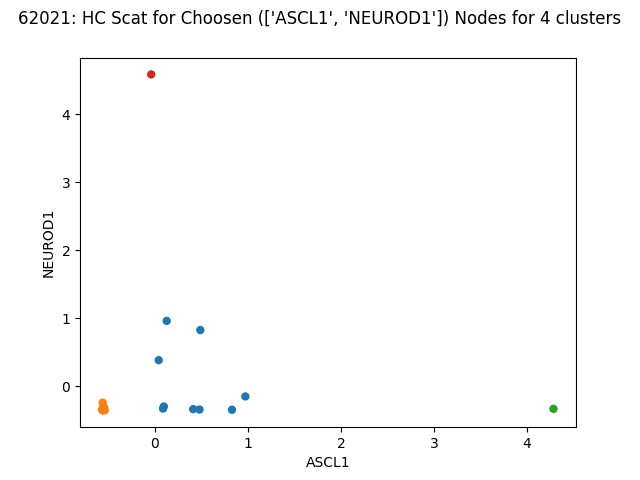 62021: HC Scat for Choosen (['ASCL1', 'NEUROD1']) Nodes for 4 clusters
4
3
2
1
0
NEUROD1
0 1 2 3 4
ASCL1